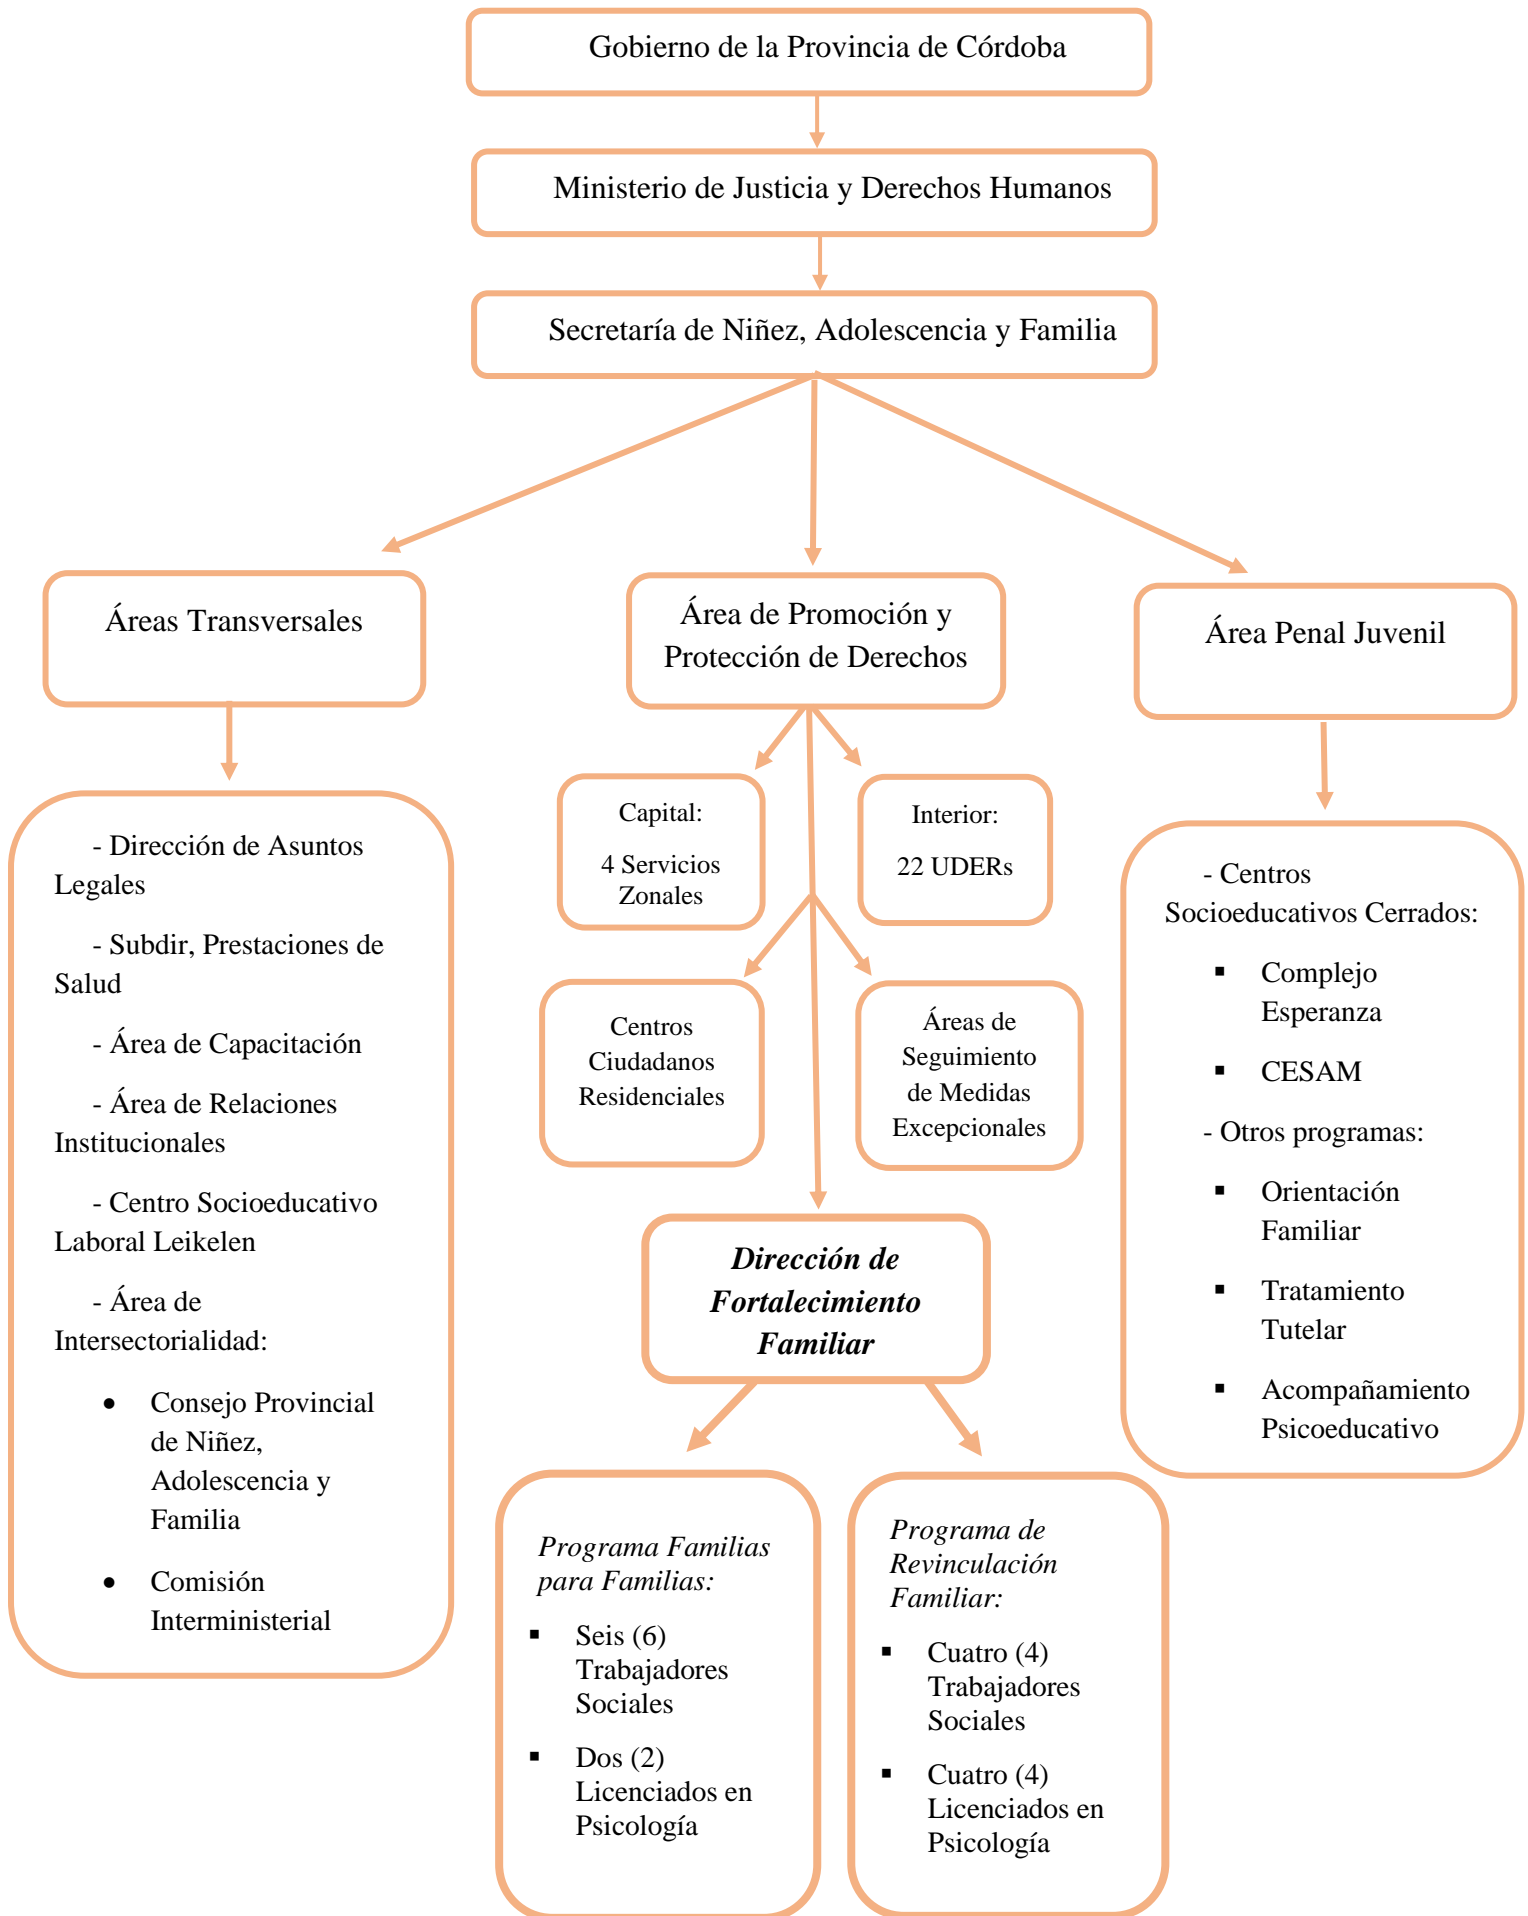 Gobierno de la Provincia de Córdoba
Ministerio de Justicia y Derechos Humanos
Secretaría de Niñez, Adolescencia y Familia
Áreas Transversales
Área de Promoción y
Protección de Derechos
Área Penal Juvenil
- Dirección de Asuntos
Legales
- Subdir, Prestaciones de
Salud
- Área de Capacitación
- Área de Relaciones
Institucionales
- Centro Socioeducativo
Laboral Leikelen
- Área de
Intersectorialidad:
• Consejo Provincial
de Niñez,
Adolescencia y
Familia
• Comisión
Interministerial
Capital:
4 Servicios
Zonales
Interior:
22 UDERs
Centros
Ciudadanos
Residenciales
Áreas de
Seguimiento
de Medidas
Excepcionales
Dirección de
Fortalecimiento
Familiar
Programa Familias
para Familias:
▪ Seis (6)
Trabajadores
Sociales
▪ Dos (2)
Licenciados en
Psicología
Programa de
Revinculación
Familiar:
▪ Cuatro (4)
Trabajadores
Sociales
▪ Cuatro (4)
Licenciados en
Psicología
- Centros
Socioeducativos Cerrados:
▪ Complejo
Esperanza
▪ CESAM
- Otros programas:
▪ Orientación
Familiar
▪ Tratamiento
Tutelar
▪ Acompañamiento
Psicoeducativo